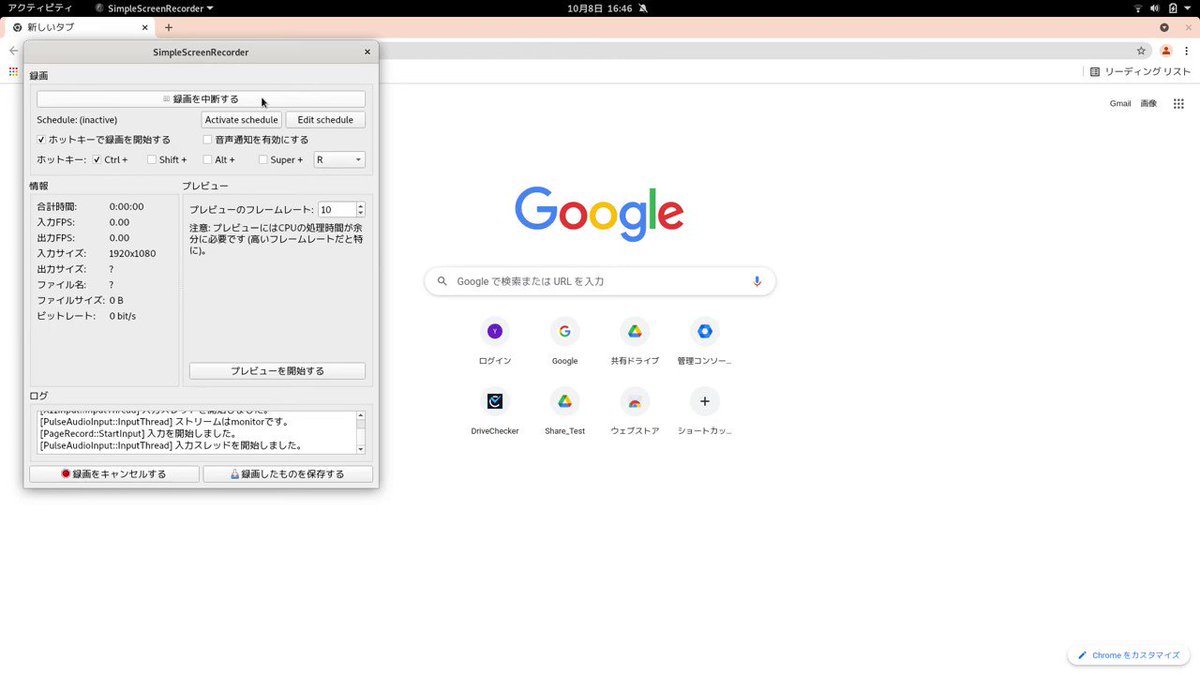 アクティビティ
SimpleScreenRecorder
10月8日 16:46
新しいタブ
SimpleScreenRecorder
リーディング リスト
Gmail 画像
録画
録画を中断する
Schedule: (inactive)
Activate schedule
Edit schedule
ホットキーで録画を開始する
音声通知を有効にする
ホットキー: Ctrl + Shift + Alt + Super + R
情報
合計時間: 0:00:00
入力FPS: 0.00
出力FPS: 0.00
入力サイズ: 1920x1080
出力サイズ: ?
ファイル名: ?
ファイルサイズ: 0 B
ビットレート: 0 bit/s
プレビュー
プレビューのフレームレート: 10
注意: プレビューにはCPUの処理時間が余
分に必要です (高いフレームレートだと特
に)。
プレビューを開始する
ログ
[X11Input::InputThread] 入力スレッドを開始しました。
[PulseAudioInput::InputThread] ストリームはmonitorです。
[PageRecord::StartInput] 入力を開始しました。
[PulseAudioInput::InputThread] 入力スレッドを開始しました。
録画をキャンセルする
録画したものを保存する
Google
Google で検索または URL を入力
Y
ログイン
Google
共有ドライブ
管理コンソー...
DriveChecker
Share_Test
ウェブストア
ショートカッ...
Chrome をカスタマイズ